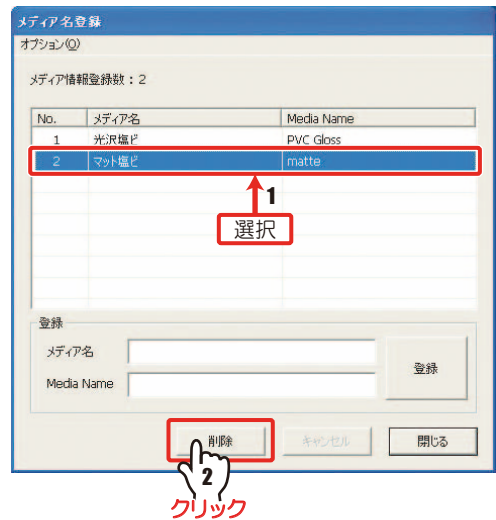 メディア名登録
オプション(O)
メディア情報登録数：2
No. メディア名 Media Name
1 光沢塩ビ PVC Gloss
2 マット塩ビ matte
1
選択
登録
メディア名
Media Name
登録
削除 キャンセル 閉じる
2
クリック